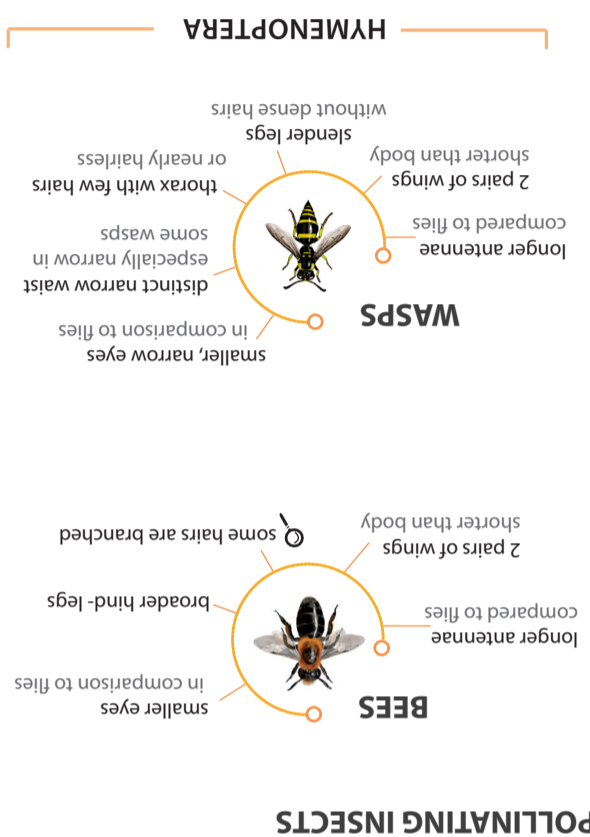 POLLINATING INSECTS
BEES
longer antennae
compared to flies
2 pairs of wings
shorter than body
smaller eyes
in comparison to flies
broader hind- legs
some hairs are branched
WASPS
longer antennae
compared to flies
2 pairs of wings
shorter than body
smaller, narrow eyes
in comparison to flies
distinct narrow waist
especially narrow in
some wasps
thorax with few hairs
or nearly hairless
slender legs
without dense hairs
HYMENOPTERA